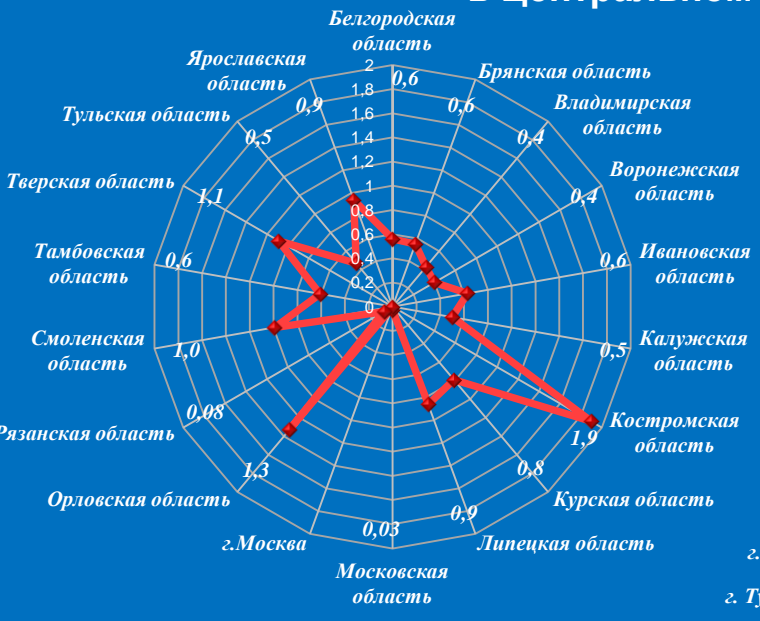 Белгородская
область
Ярославская
область
Брянская область
Тульская область
Владимирская
область
Тверская область
Воронежская
область
Тамбовская
область
Ивановская
область
Смоленская
область
Калужская
область
Рязанская область
Костромская
область
Орловская область
Курская область
г.Москва
Липецкая область
Московская
область
2
1,8
1,6
1,4
1,2
1
0,8
0,6
0,4
0,2
0
0,6
0,6
0,4
0,4
0,6
0,5
1,9
0,8
0,9
0,03
1,3
0,08
1,0
0,6
1,1
0,5
0,9
г.
г. Ту